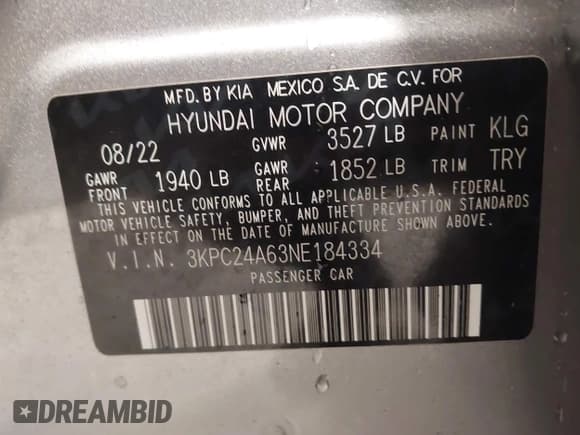 MFD. BY KIA MEXICO S.A. DE C.V. FOR
HYUNDAI MOTOR COMPANY
08/22 GVWR 3527 LB PAINT KLG
GAWR FRONT 1940 LB GAWR REAR 1852 LB TRIM TRY
THIS VEHICLE CONFORMS TO ALL APPLICABLE U.S.A. FEDERAL
MOTOR VEHICLE SAFETY, BUMPER, AND THEFT PREVENTION STANDARDS
IN EFFECT ON THE DATE OF MANUFACTURE SHOWN ABOVE.
V.I.N. 3KPC24A63NE184334
PASSENGER CAR
DREAMBID